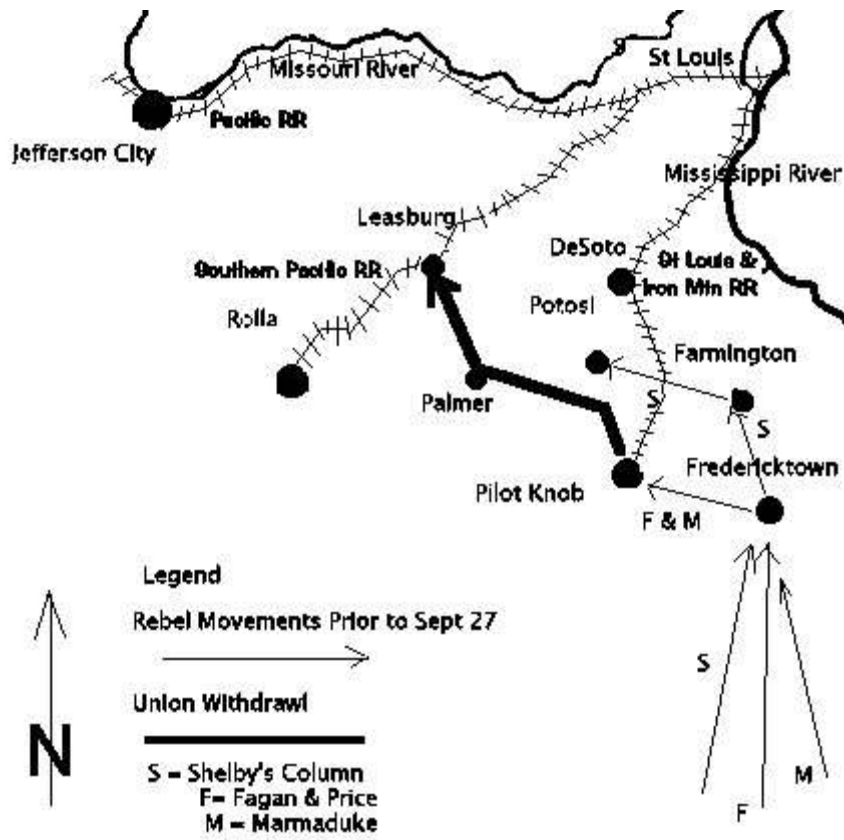 St Louis
Missouri River
Pacific RR
Jefferson City
Mississippi River
Leasburg
DeSoto
Southern Pacific RR
St Louis &
Iron Mtn RR
Potosi
Rolla
Farmington
Palmer
S
S
Fredericktown
Pilot Knob
F & M
Legend
Rebel Movements Prior to Sept 27
S
Union Withdrawl
N
S = Shelby's Column
M
F= Fagan & Price
F
M = Marmaduke